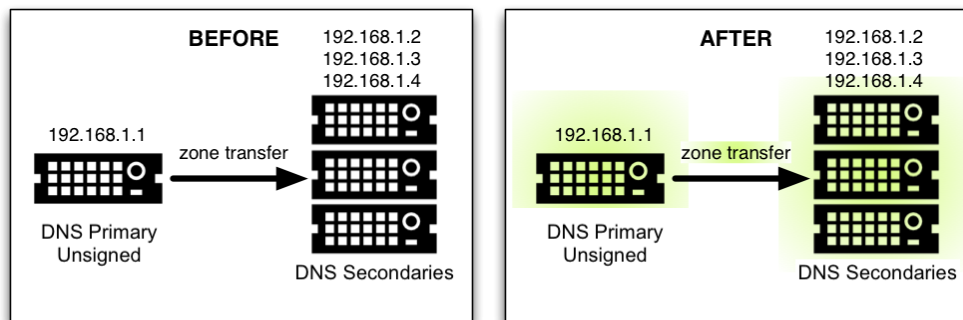 BEFORE
192.168.1.2
192.168.1.3
192.168.1.4
192.168.1.1
zone transfer
DNS Primary
Unsigned
DNS Secondaries
AFTER
192.168.1.2
192.168.1.3
192.168.1.4
192.168.1.1
zone transfer
DNS Primary
Unsigned
DNS Secondaries